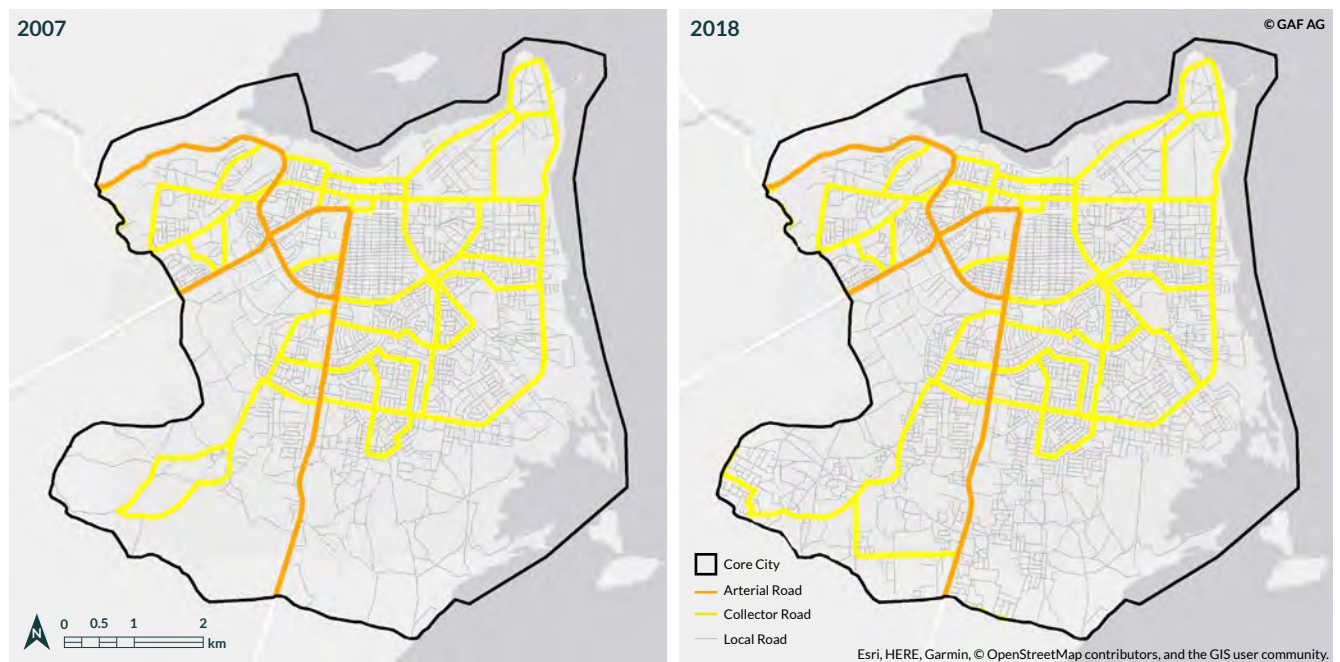 2007
2018
© GAF AG
Core City
Arterial Road
Collector Road
Local Road
N
0 0.5 1 2
km
Esri, HERE, Garmin, © OpenStreetMap contributors, and the GIS user community.